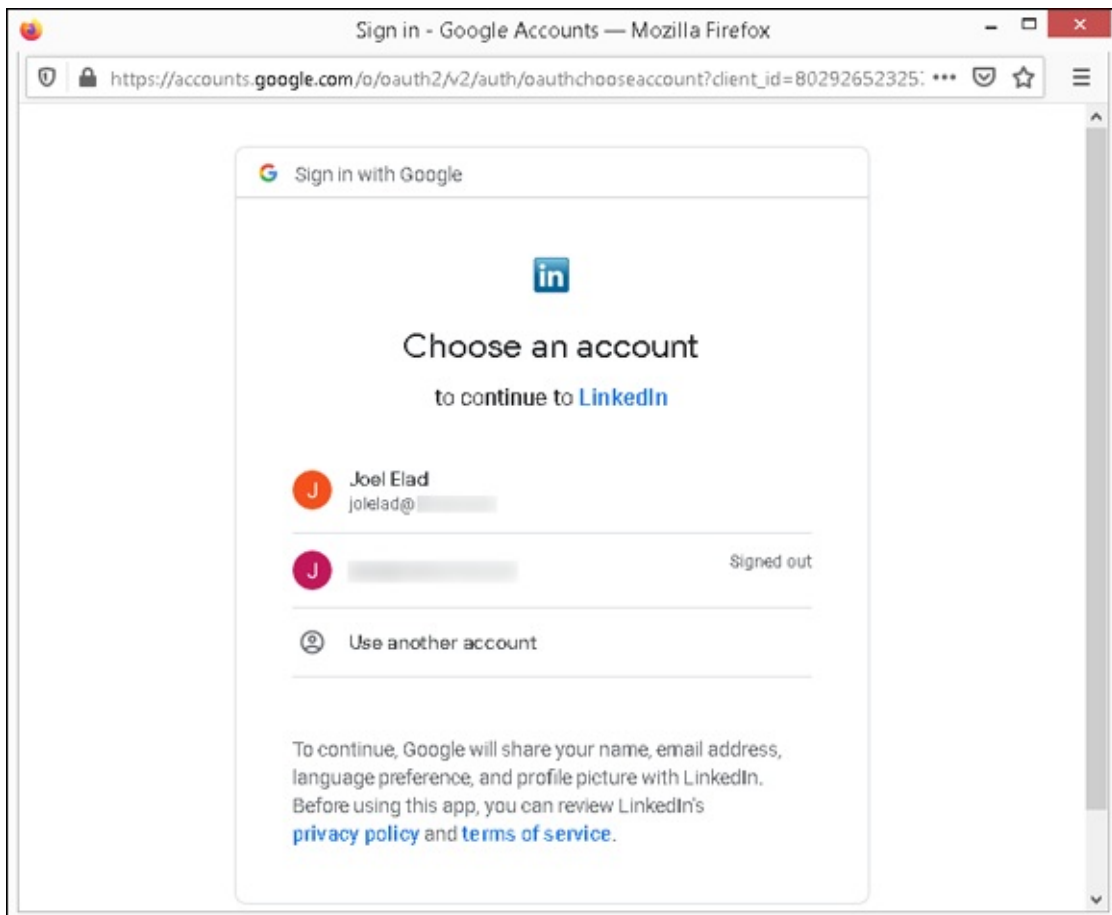 Sign in - Google Accounts — Mozilla Firefox
https://accounts.google.com/o/oauth2/v2/auth/oauthchooseaccount?client_id=80292652325
G Sign in with Google
in
Choose an account
to continue to LinkedIn
J Joel Elad
jolelad@
J Signed out
Use another account
To continue, Google will share your name, email address,
language preference, and profile picture with LinkedIn.
Before using this app, you can review LinkedIn's
privacy policy and terms of service.